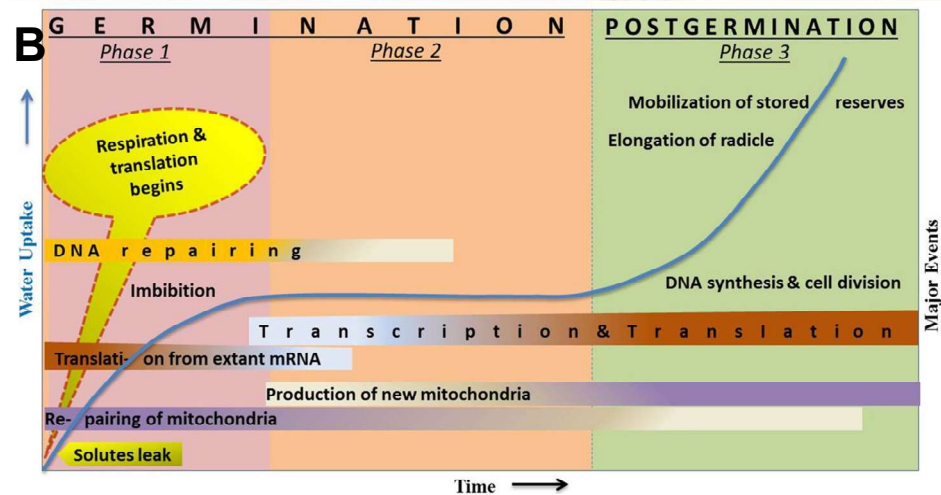 B
GERMINATION
POSTGERMINATION
Phase 1
Phase 2
Phase 3
Mobilization of stored reserves
Elongation of radicle
Respiration &
translation
begins
DNA repairing
Imbibition
DNA synthesis & cell division
Transcription & Translation
Translati- on from extant mRNA
Production of new mitochondria
Re- pairing of mitochondria
Solutes leak
Water Uptake
Major Events
Time